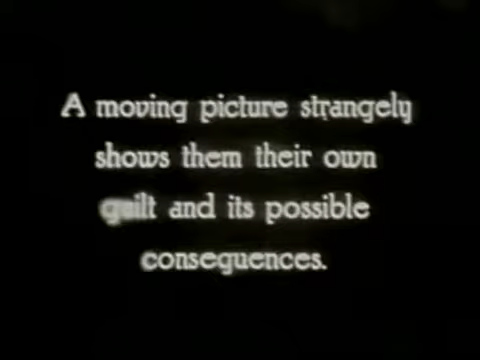 A moving picture strangely
shows them their own
guilt and its possible
consequences.